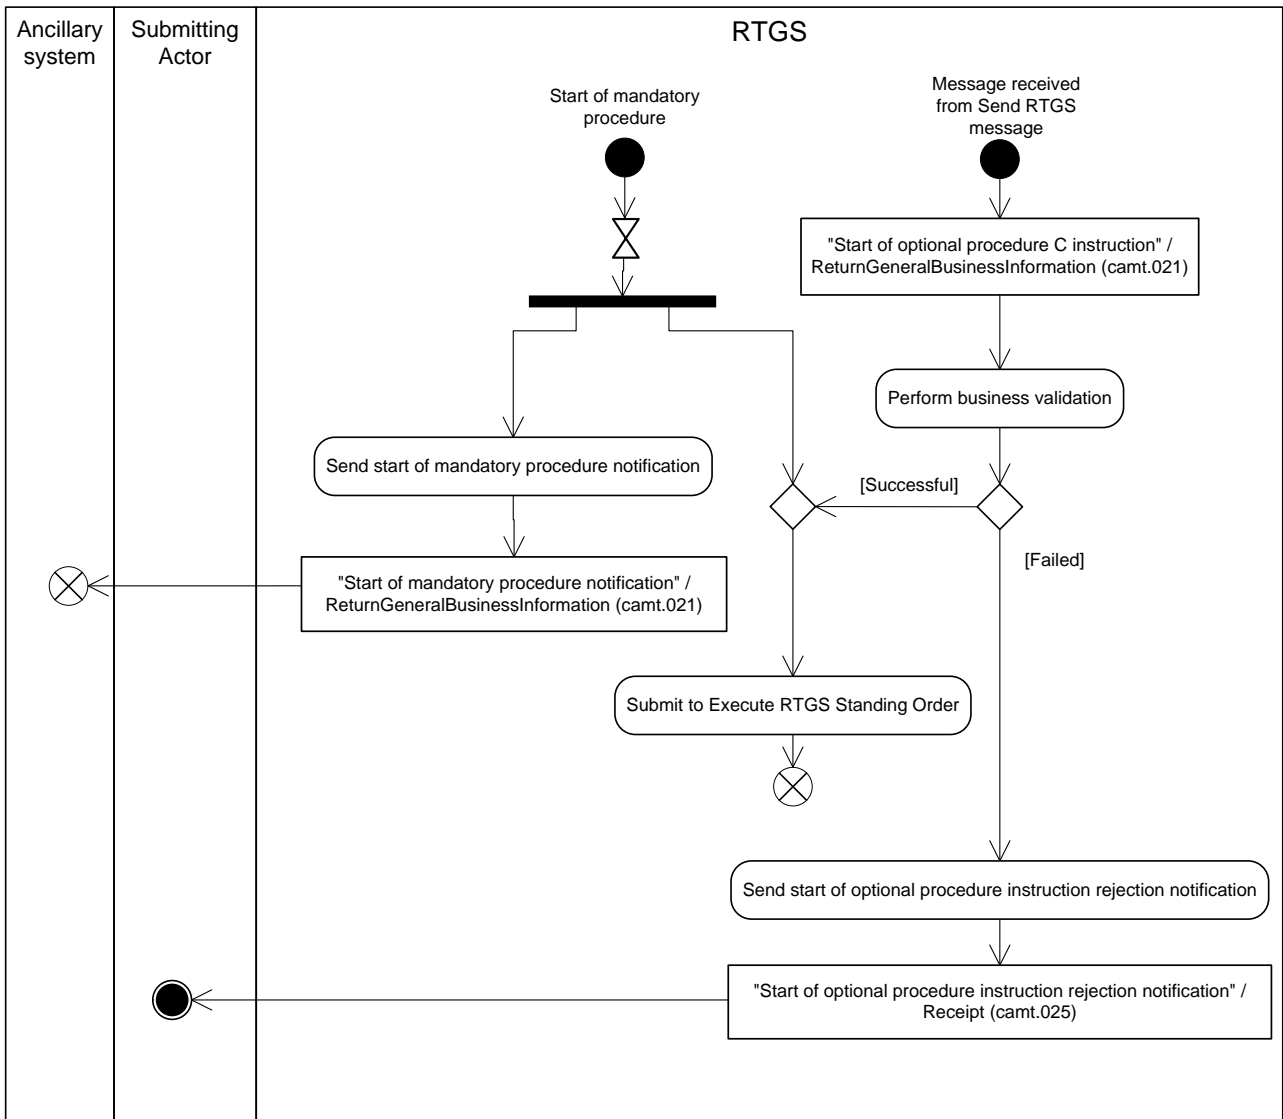 Ancillary
system
Submitting
Actor
RTGS
Start of mandatory
procedure
Message received
from Send RTGS
message
"Start of optional procedure C instruction" /
ReturnGeneralBusinessInformation (camt.021)
Perform business validation
Send start of mandatory procedure notification
[Successful]
[Failed]
"Start of mandatory procedure notification" /
ReturnGeneralBusinessInformation (camt.021)
Submit to Execute RTGS Standing Order
Send start of optional procedure instruction rejection notification
"Start of optional procedure instruction rejection notification" /
Receipt (camt.025)